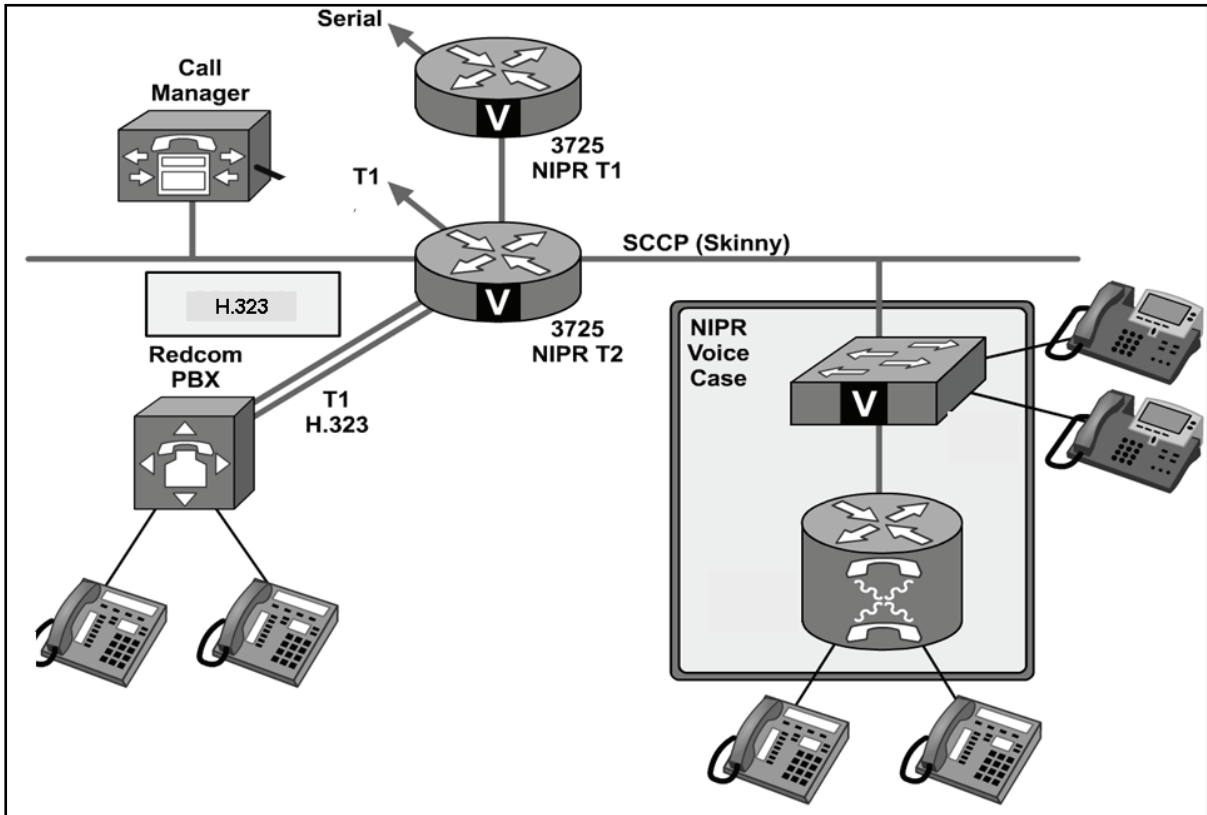 Serial
Call
Manager
V
3725
NIPR T1
T1
V
3725
NIPR T2
SCCP (Skinny)
H.323
Redcom
PBX
T1
H.323
NIPR
Voice
Case
V